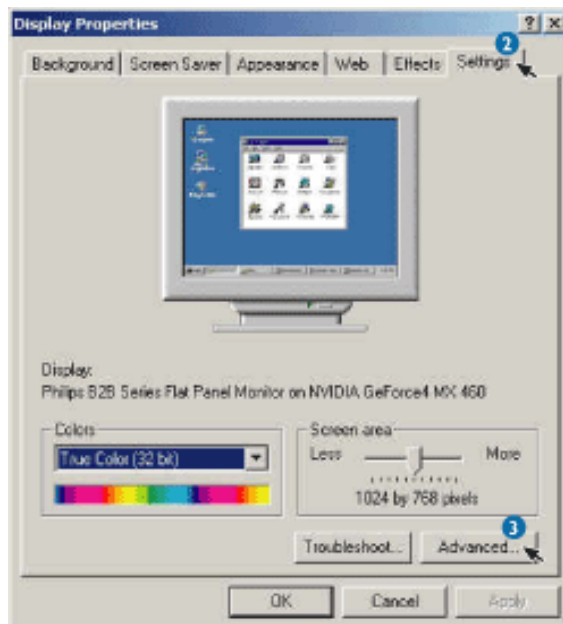 Display Properties
2
Background Screen Saver Appearance Web Effects Settings
Display:
Philips B2B Series Flat Panel Monitor on NVIDIA GeForce4 MX 460
Colors
Screen area
True Color (32 bit)
Less More
1024 by 768 pixels
3
Troubleshoot... Advanced...
OK Cancel Apply